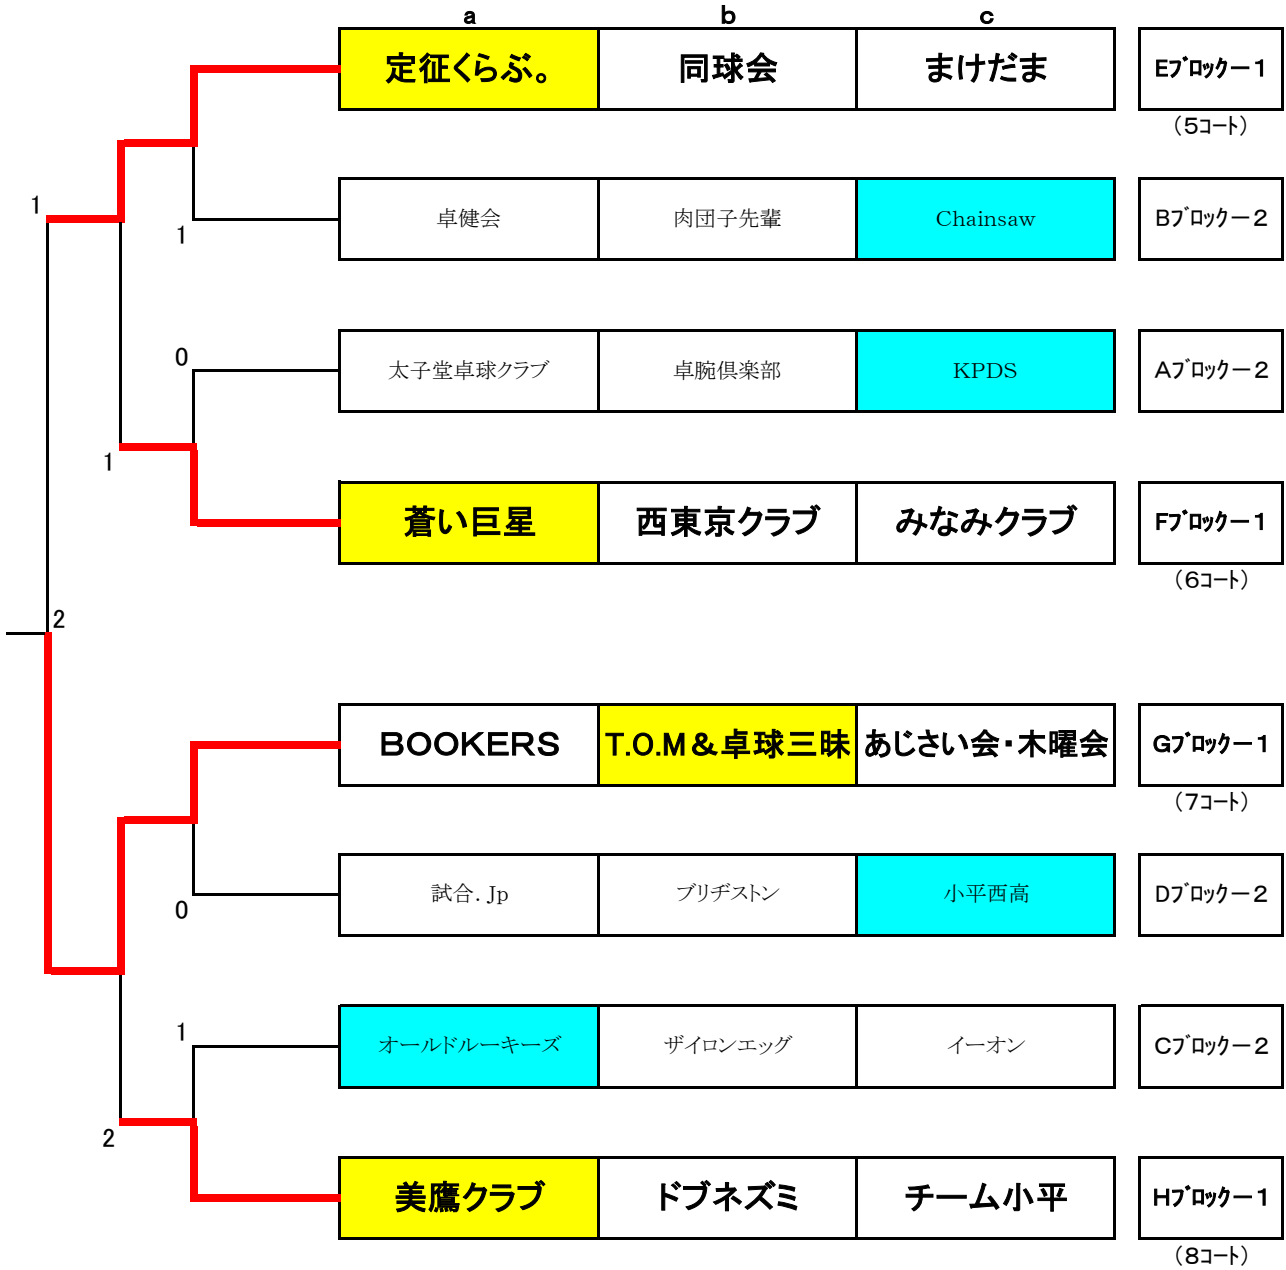 a b c
定征くらぶ。 同球会 まけだま Eﾌﾞﾛｯｸー1
（5ｺｰﾄ）
1
卓健会 肉団子先輩 Chainsaw Bﾌﾞﾛｯｸー2
1
0
太子堂卓球クラブ 卓腕倶楽部 KPDS Aﾌﾞﾛｯｸー2
1
蒼い巨星 西東京クラブ みなみクラブ Fﾌﾞﾛｯｸー1
（6ｺｰﾄ）
2
BOOKERS T.O.M＆卓球三昧 あじさい会・木曜会 Gﾌﾞﾛｯｸー1
（7ｺｰﾄ）
試合．Jp ブリヂストン 小平西高 Dﾌﾞﾛｯｸー2
0
1
オールドルーキーズ ザイロンエッグ イーオン Cﾌﾞﾛｯｸー2
2
美鷹クラブ ドブネズミ チーム小平 Hﾌﾞﾛｯｸー1
（8ｺｰﾄ）